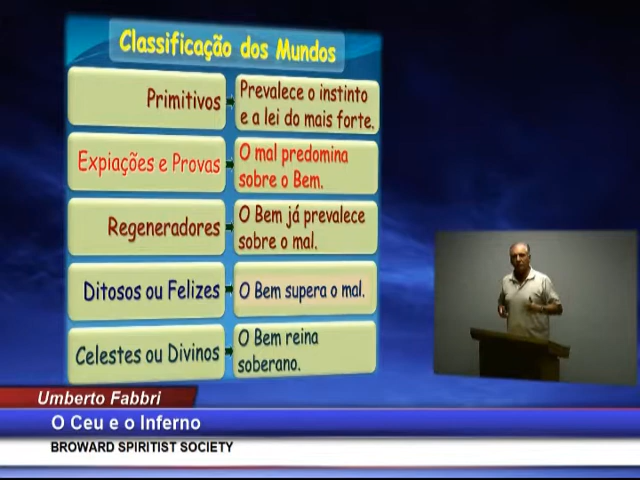 Classificação dos Mundos
Primitivos
Prevalece o instinto
e a lei do mais forte.
Expiações e Provas
O mal predomina
sobre o Bem.
Regeneradores
O Bem já prevalece
sobre o mal.
Ditosos ou Felizes
O Bem supera o mal.
Celestes ou Divinos
O Bem reina
soberano.
Umberto Fabbri
O Ceu e o Inferno
BROWARD SPIRITIST SOCIETY